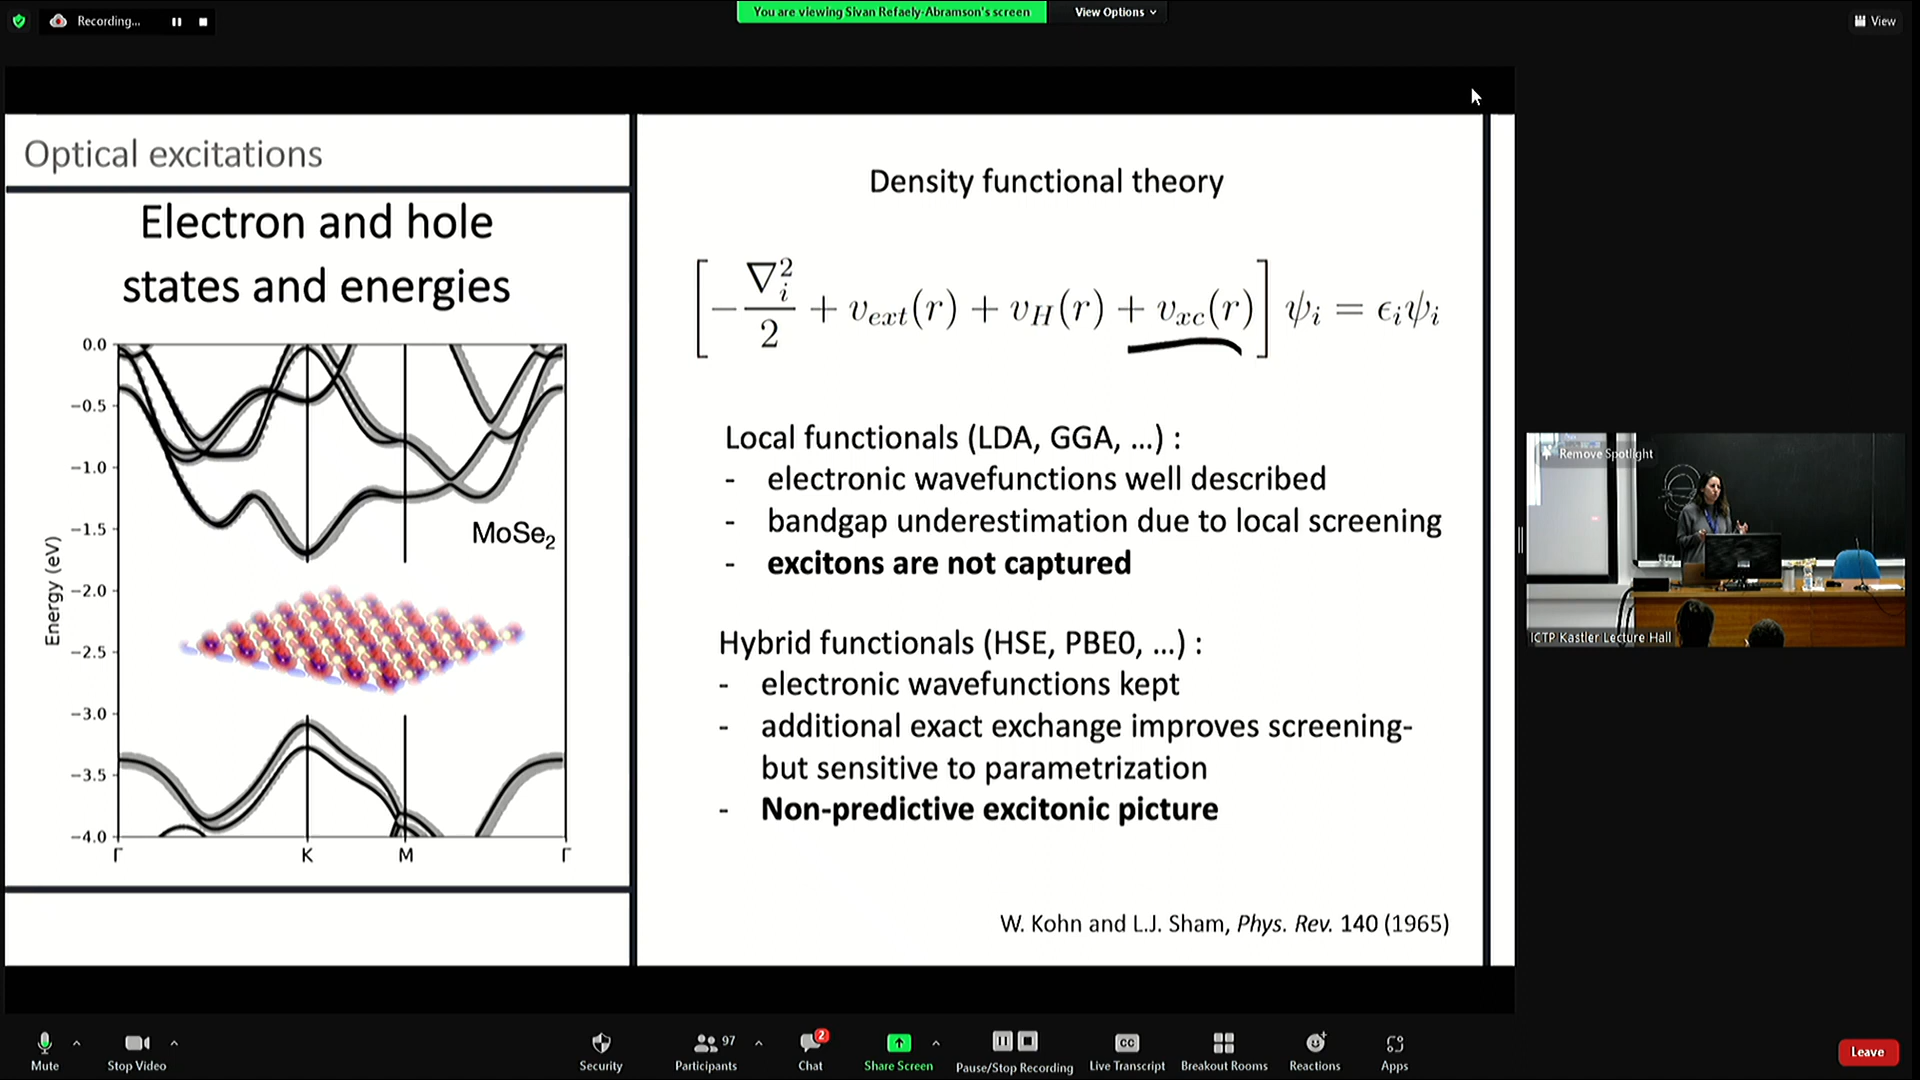 Recording...
You are viewing Sivan Refaely-Abramson's screen
View Options
View
Optical excitations
Electron and hole
states and energies
0.0
−0.5
−1.0
−1.5
−2.0
−2.5
−3.0
−3.5
−4.0
Energy (eV)
MoSe₂
Γ K M Γ
Density functional theory
[ −∇ᵢ²/2 + v_ext(r) + v_H(r) + v_xc(r) ] ψᵢ = ϵᵢψᵢ
Local functionals (LDA, GGA, ...) :
- electronic wavefunctions well described
- bandgap underestimation due to local screening
- excitons are not captured
Hybrid functionals (HSE, PBE0, ...) :
- electronic wavefunctions kept
- additional exact exchange improves screening-
but sensitive to parametrization
- Non-predictive excitonic picture
W. Kohn and L.J. Sham, Phys. Rev. 140 (1965)
Remove Spotlight
ICTP Kastler Lecture Hall
Mute
Stop Video
Security
97
Participants
2
Chat
Share Screen
Pause/Stop Recording
CC
Live Transcript
Breakout Rooms
Reactions
Apps
Leave